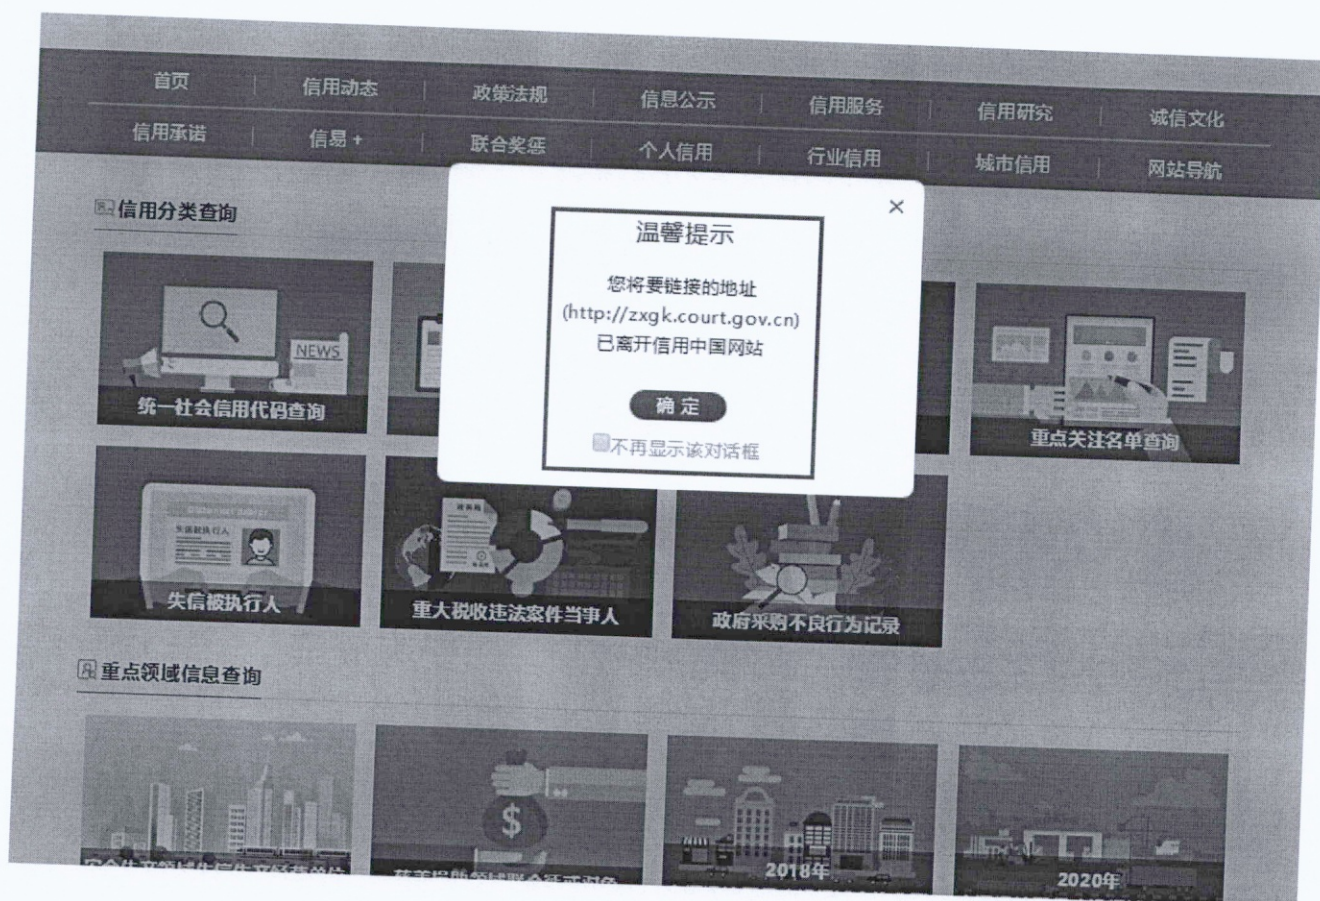 首页 信用动态 政策法规 信息公示 信用服务 信用研究 诚信文化
信用承诺 信易+ 联合奖惩 个人信用 行业信用 城市信用 网站导航
信用分类查询
×
温馨提示
您将要链接的地址
(http://zxgk.court.gov.cn)
已离开信用中国网站
确定
不再显示该对话框
NEWS
统一社会信用代码查询
重点关注名单查询
失信被执行人
失信被执行人
重大税收违法案件当事人
政府采购不良行为记录
重点领域信息查询
$
2018年
2020年